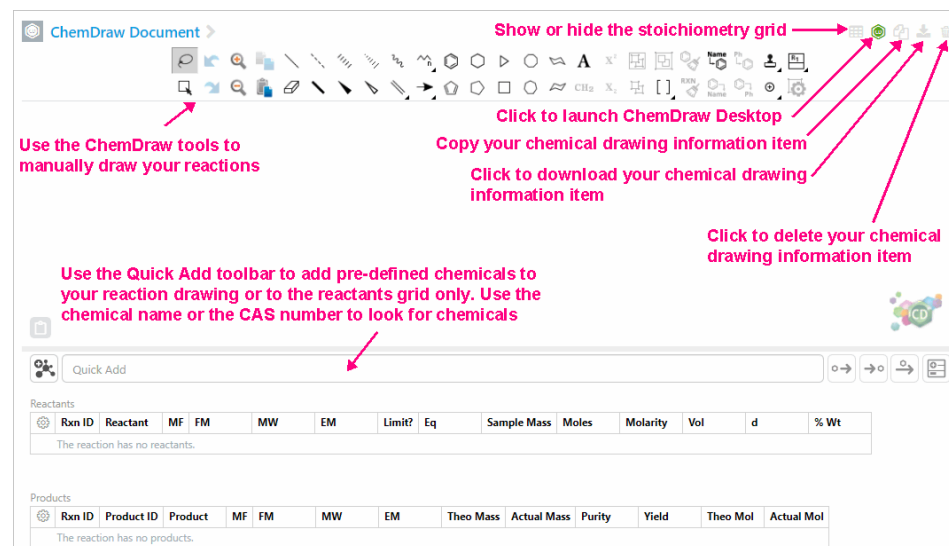 ChemDraw Document >
Show or hide the stoichiometry grid
A
Name
CH₂
RXN
Name
Ph
Click to launch ChemDraw Desktop
Copy your chemical drawing information item
Use the ChemDraw tools to
manually draw your reactions
Click to download your chemical drawing
information item
Click to delete your chemical
drawing information item
Use the Quick Add toolbar to add pre-defined chemicals to
your reaction drawing or to the reactants grid only. Use the
chemical name or the CAS number to look for chemicals
ICD
Quick Add
Reactants
Rxn ID Reactant MF FM MW EM Limit? Eq Sample Mass Moles Molarity Vol d % Wt
The reaction has no reactants.
Products
Rxn ID Product ID Product MF FM MW EM Theo Mass Actual Mass Purity Yield Theo Mol Actual Mol
The reaction has no products.